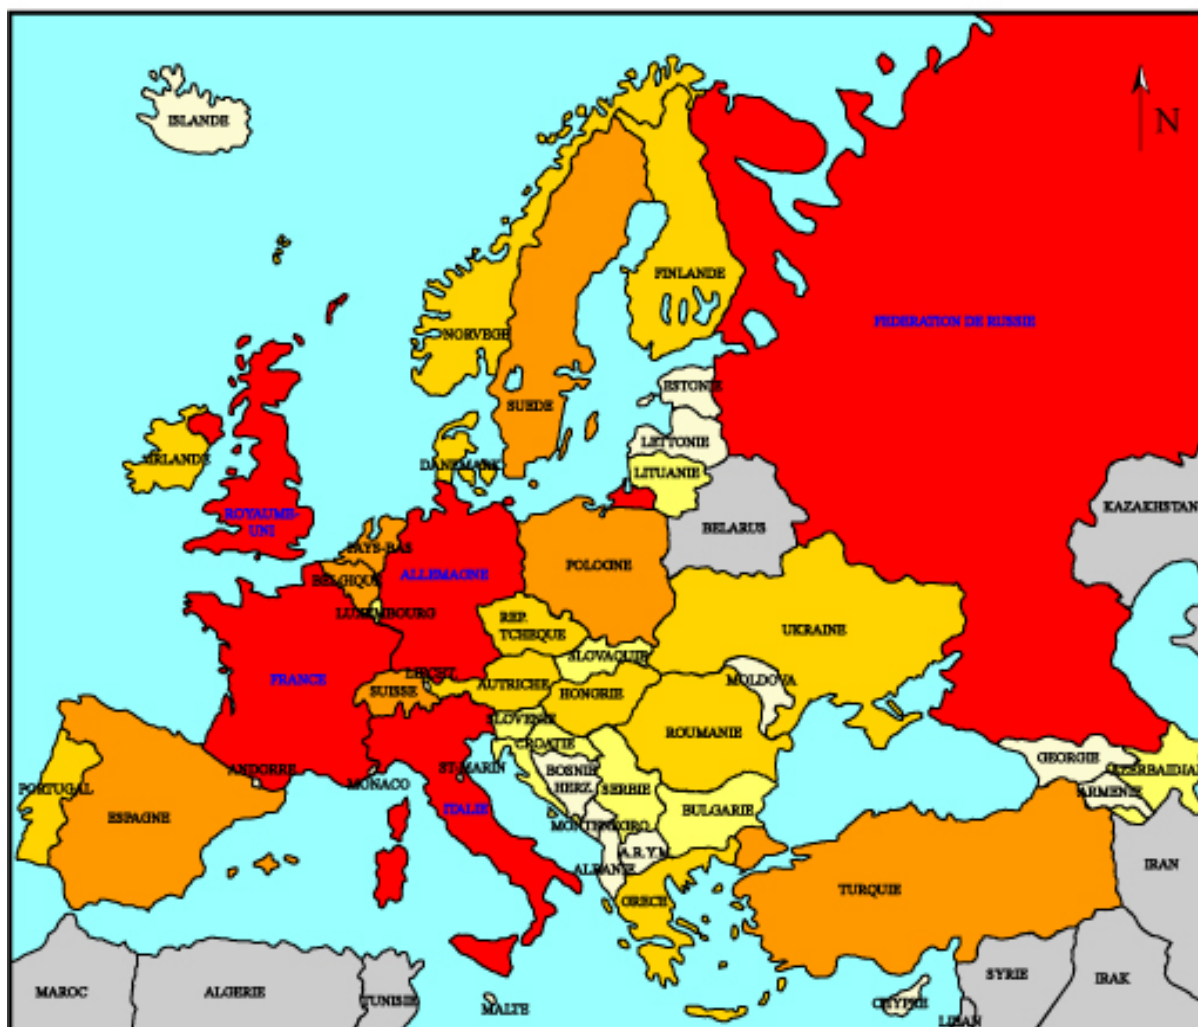 N
ISLANDE
FINLANDE
FEDERATION DE RUSSIE
NORVEGE
ESTONIE
SUEDE
LETTONIE
IRLANDE
DANEMARK
LITUANIE
KAZAKHSTAN
ROYAUME-
UNI
BELARUS
PAYS-BAS
POLOGNE
BELGIQUE
ALLEMAGNE
LUXEMBOURG
REP.
TCHEQUE
UKRAINE
SLOVAQUIE
LIECHT
FRANCE
SUISSE
AUTRICHE
HONGRIE
MOLDOVA
SLOVENIE
ROUMANIE
CROATIE
GEORGIE
ANDORRE
MONACO
ST-MARIN
BOSNIE
HERZ.
SERBIE
AZERBAIDJAN
ARMENIE
PORTUGAL
ESPAGNE
ITALIE
BULGARIE
MONTENEGRO
A.R.Y.M
ALBANIE
IRAN
TURQUIE
GRECE
MAROC
ALGERIE
TUNISIE
MALTE
CHYPRE
SYRIE
IRAK
LIBAN